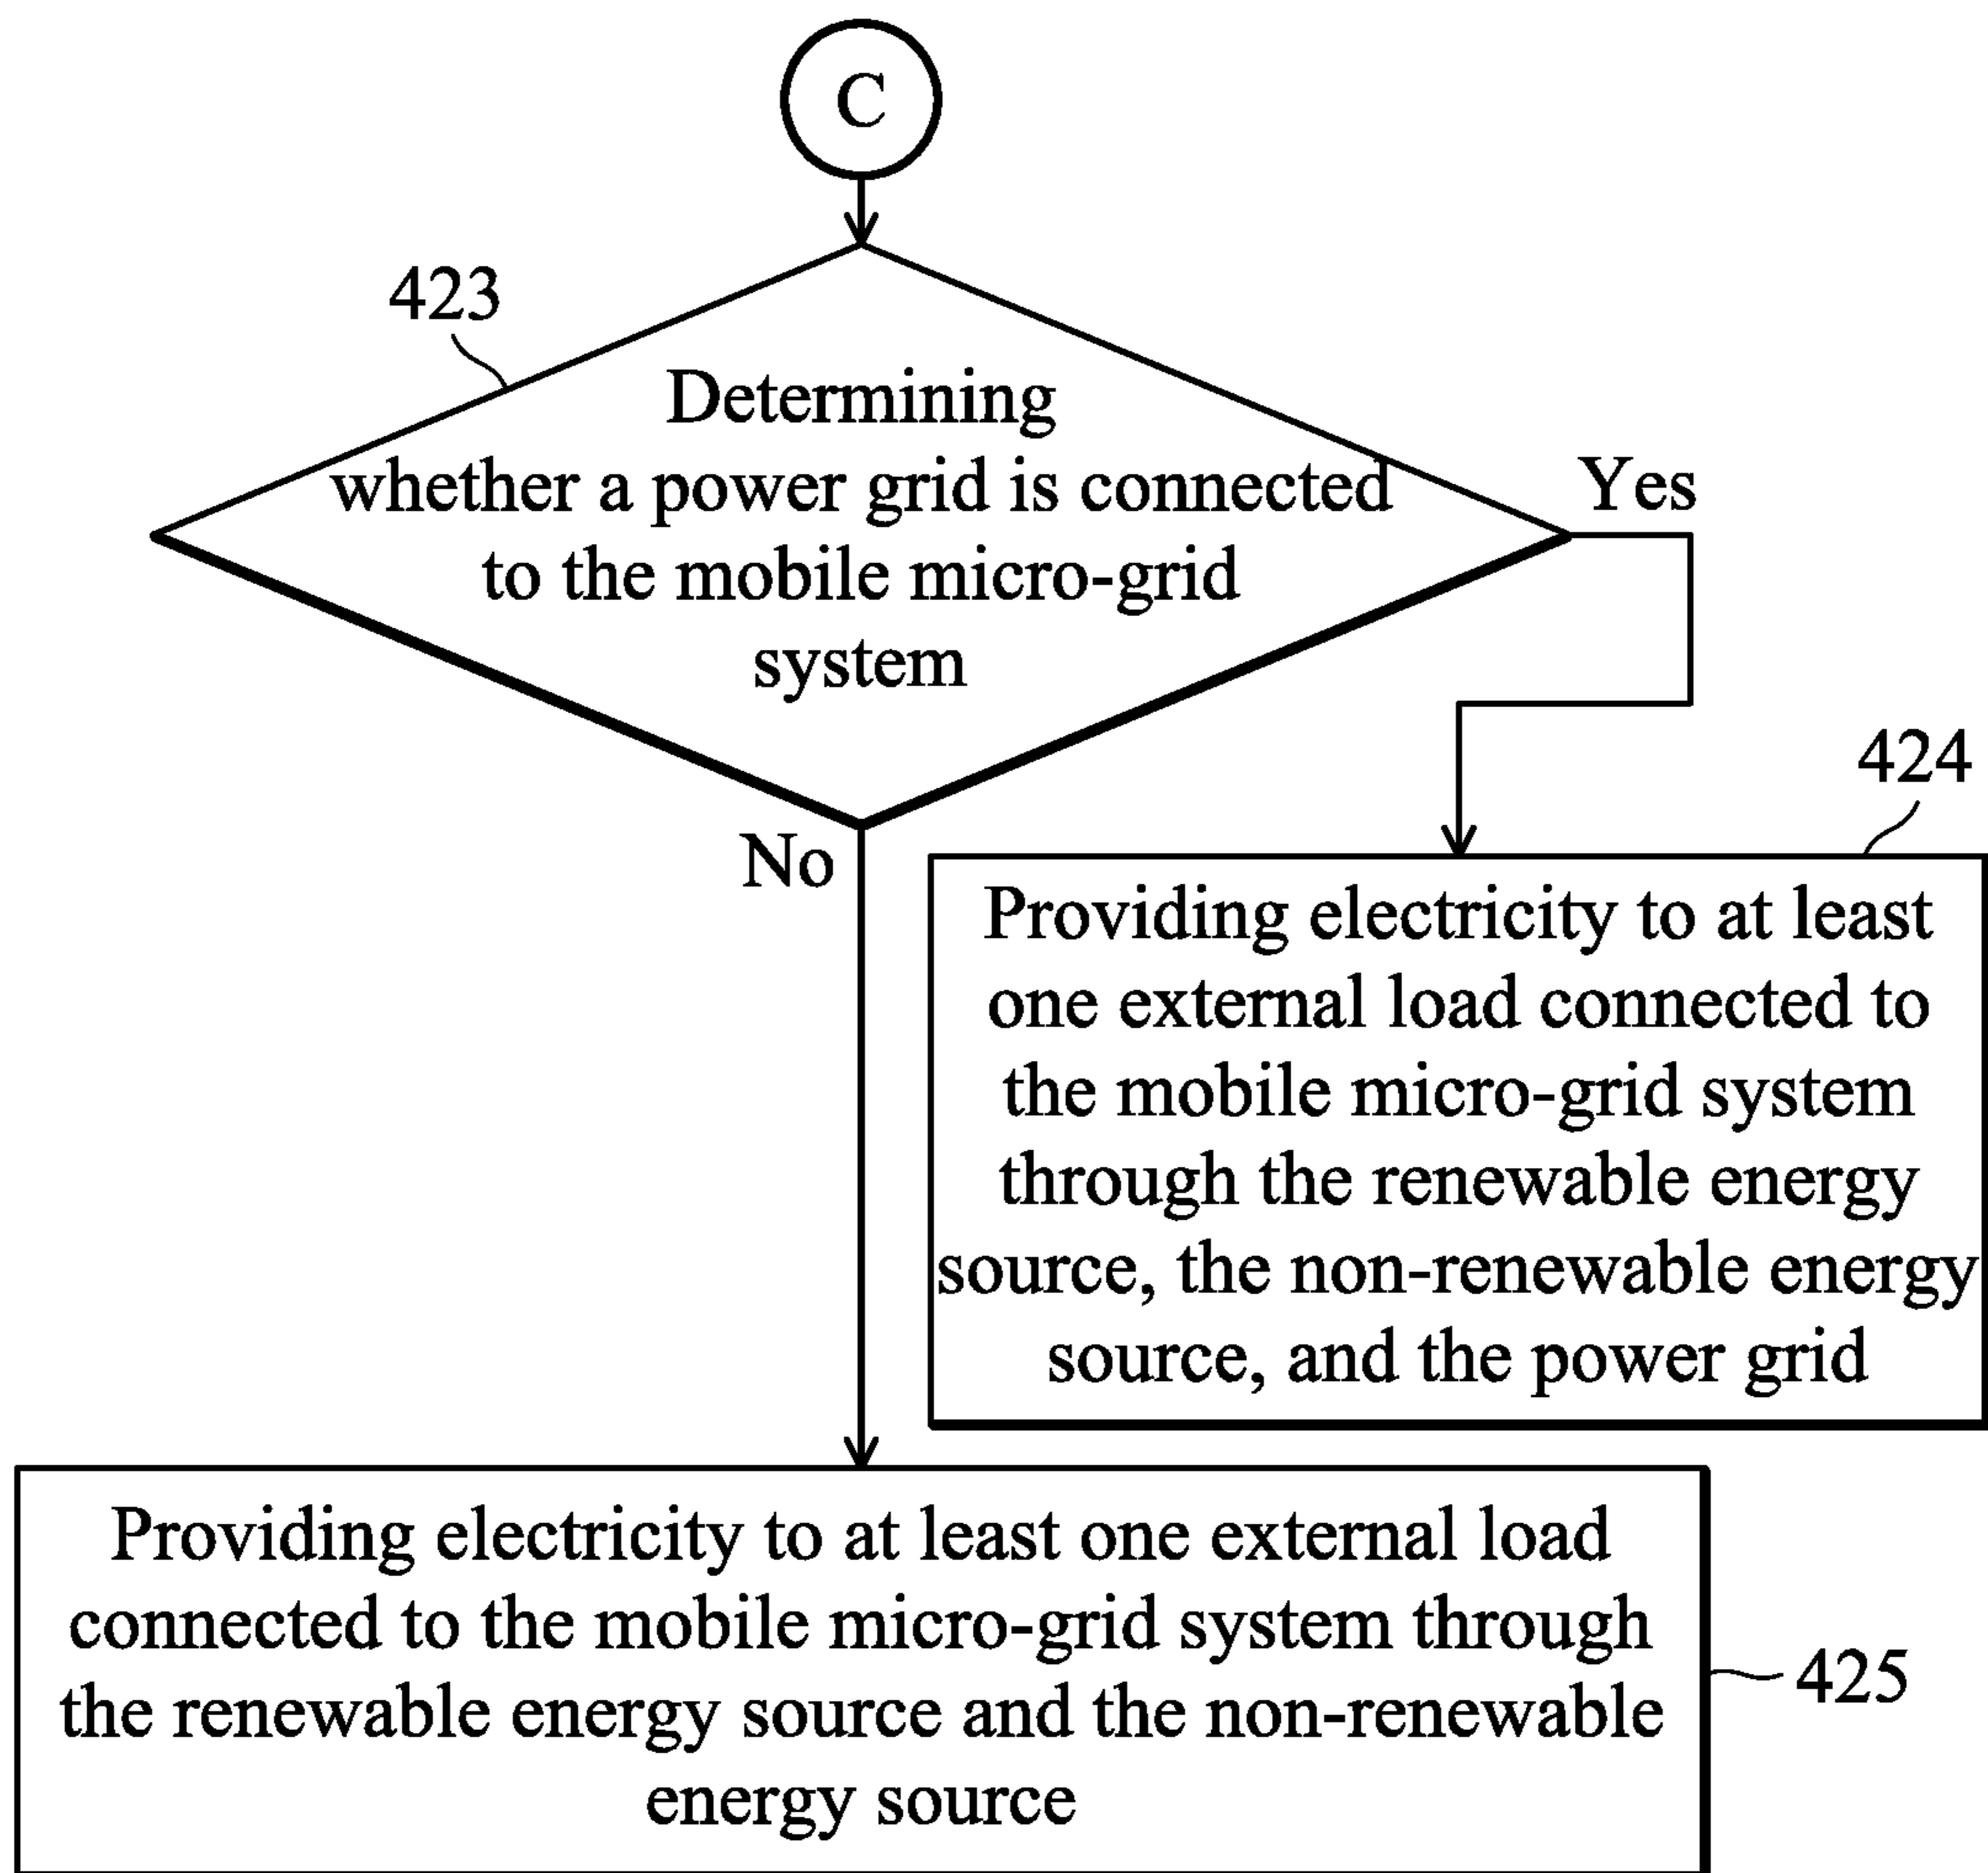 C
423
Determining
whether a power grid is connected
to the mobile micro-grid
system
Yes
No
424
Providing electricity to at least
one external load connected to
the mobile micro-grid system
through the renewable energy
source, the non-renewable energy
source, and the power grid
Providing electricity to at least one external load
connected to the mobile micro-grid system through
the renewable energy source and the non-renewable
energy source
425